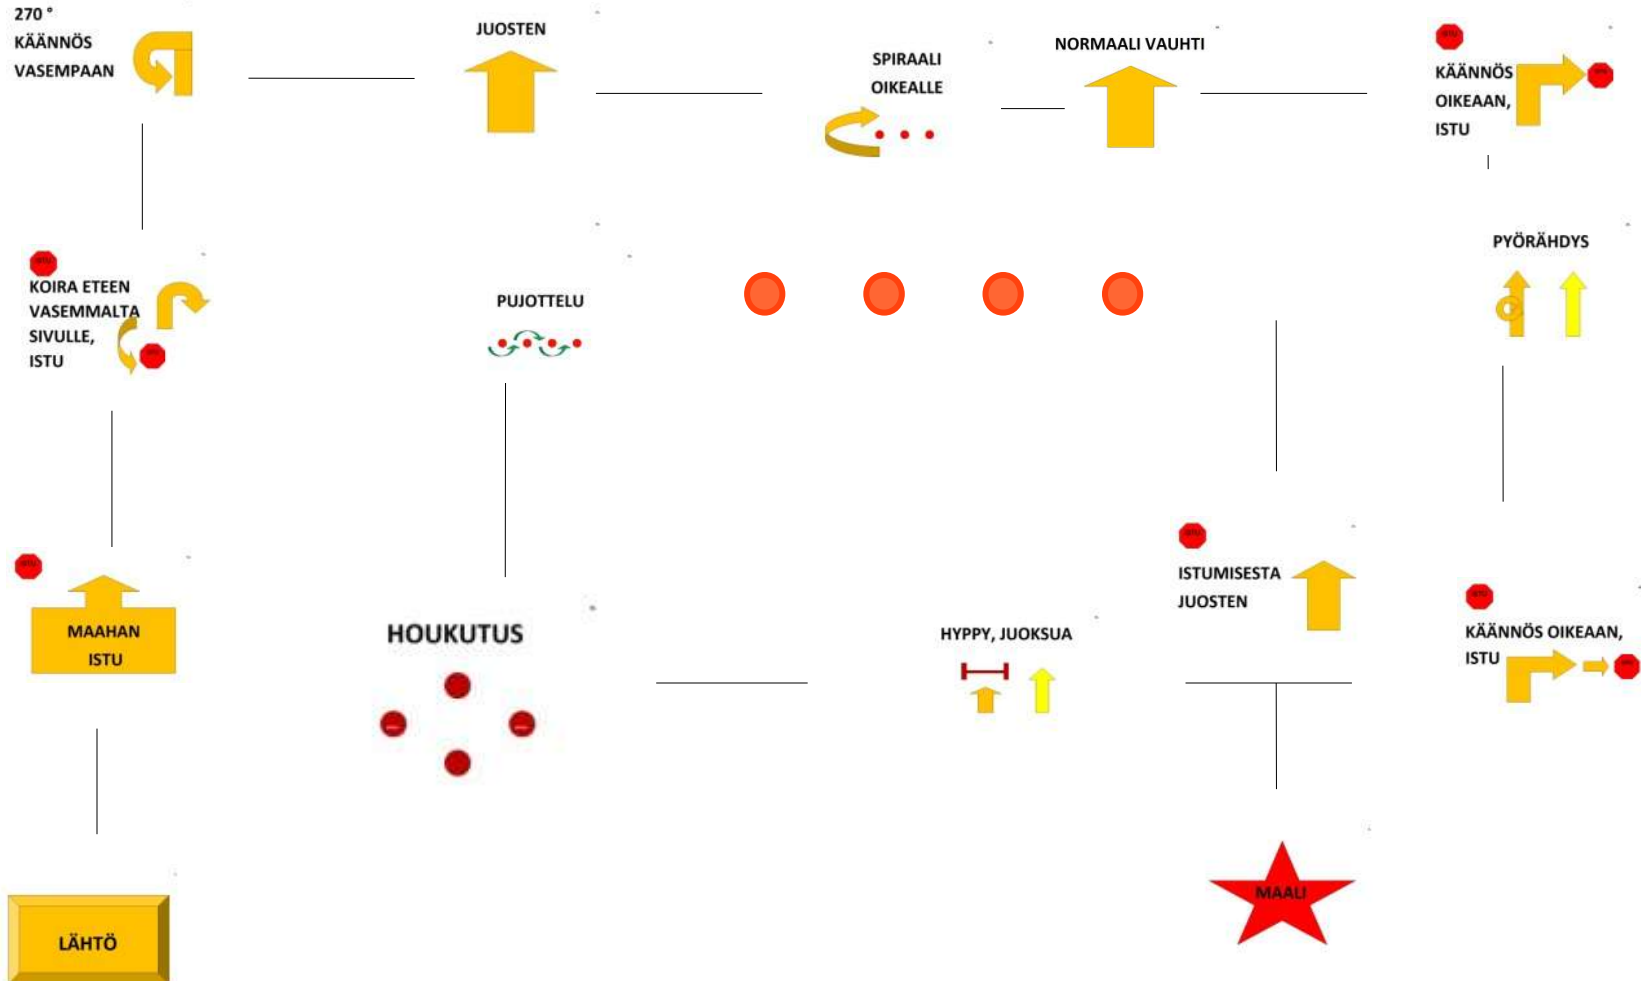 270 °
KÄÄNNÖS
VASEMPAAN
JUOSTEN
SPIRAALI
OIKEALLE
NORMAALI VAUHTI
KÄÄNNÖS
OIKEAAN,
ISTU
KOIRA ETEEN
VASEMMALTA
SIVULLE,
ISTU
PUJOTTELU
PYÖRÄHDYS
MAAHAN
ISTU
HOUKUTUS
HYPPY, JUOKSUA
ISTUMISESTA
JUOSTEN
KÄÄNNÖS OIKEAAN,
ISTU
LÄHTÖ
MAALI